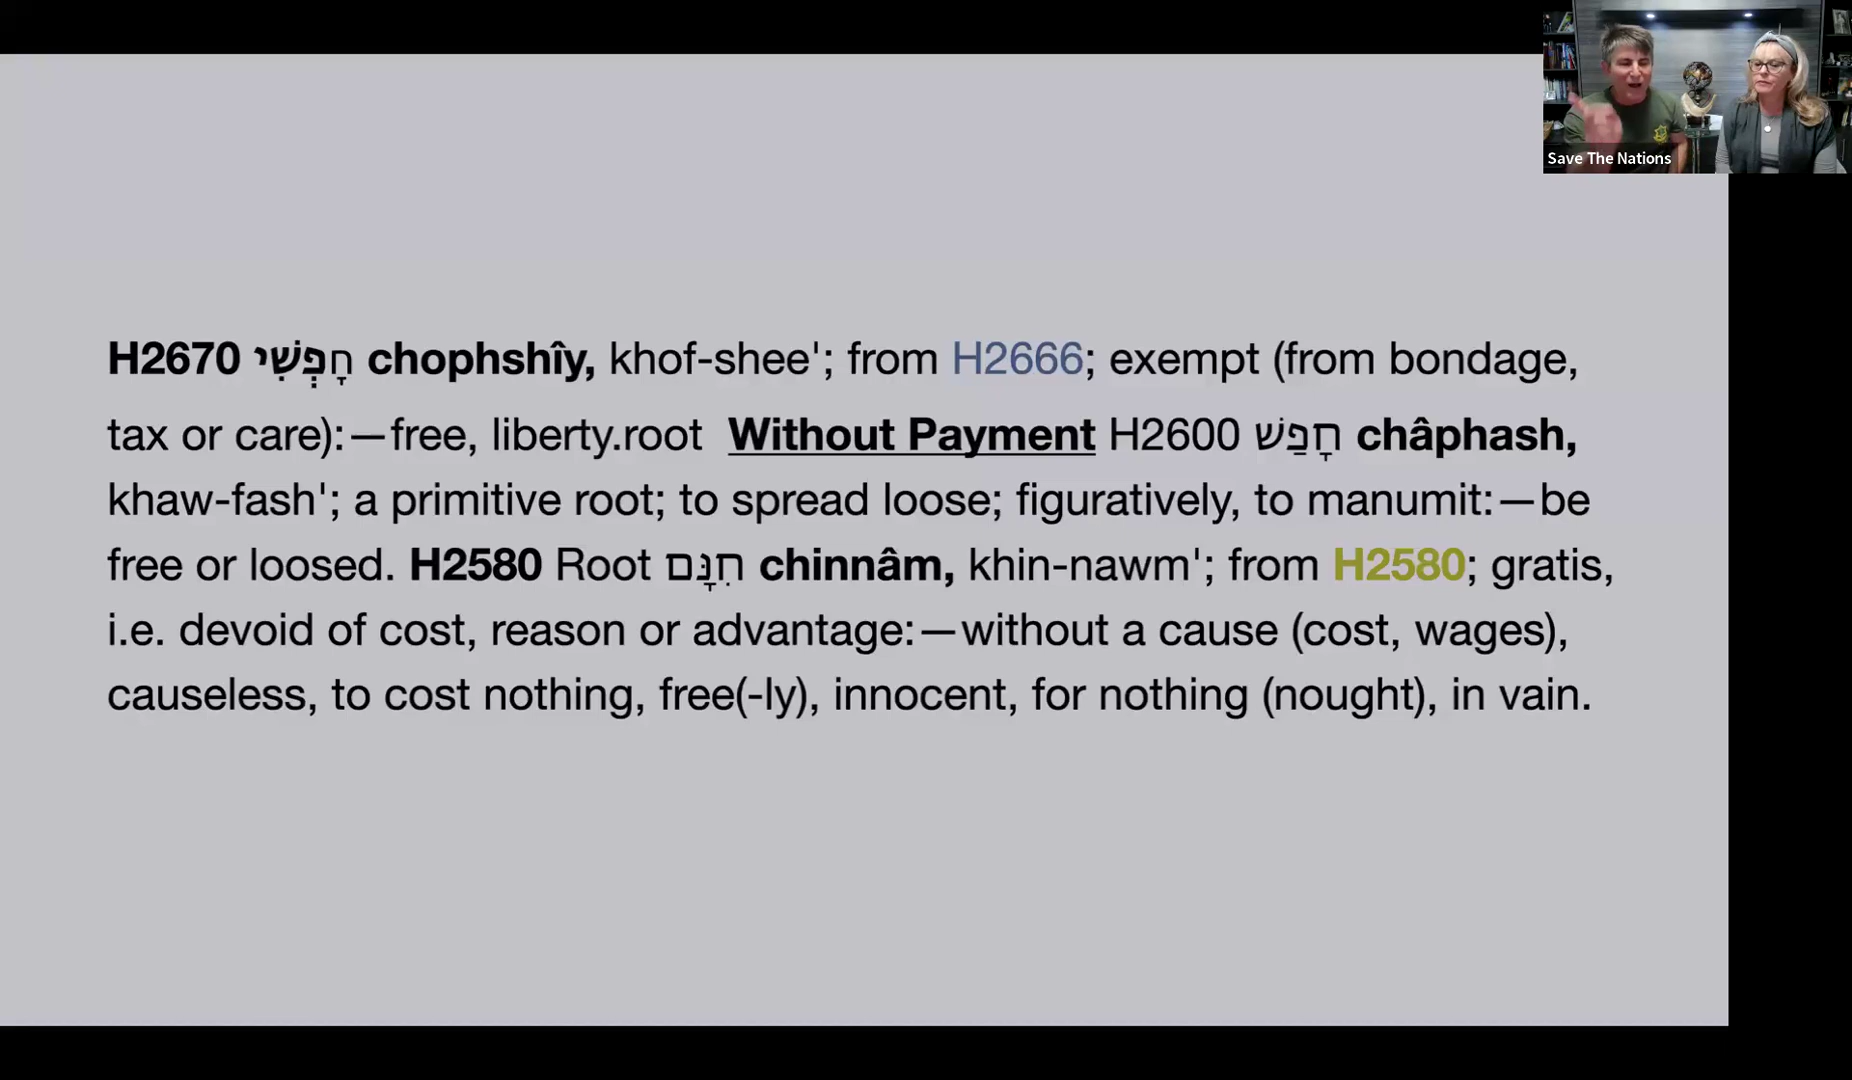 Save The Nations
H2670 חָפְשִׁי chophshîy, khof-shee'; from H2666; exempt (from bondage,
tax or care):—free, liberty.root Without Payment H2600 חָפַשׁ châphash,
khaw-fash'; a primitive root; to spread loose; figuratively, to manumit:—be
free or loosed. H2580 Root חִנָּם chinnâm, khin-nawm'; from H2580; gratis,
i.e. devoid of cost, reason or advantage:—without a cause (cost, wages),
causeless, to cost nothing, free(-ly), innocent, for nothing (nought), in vain.